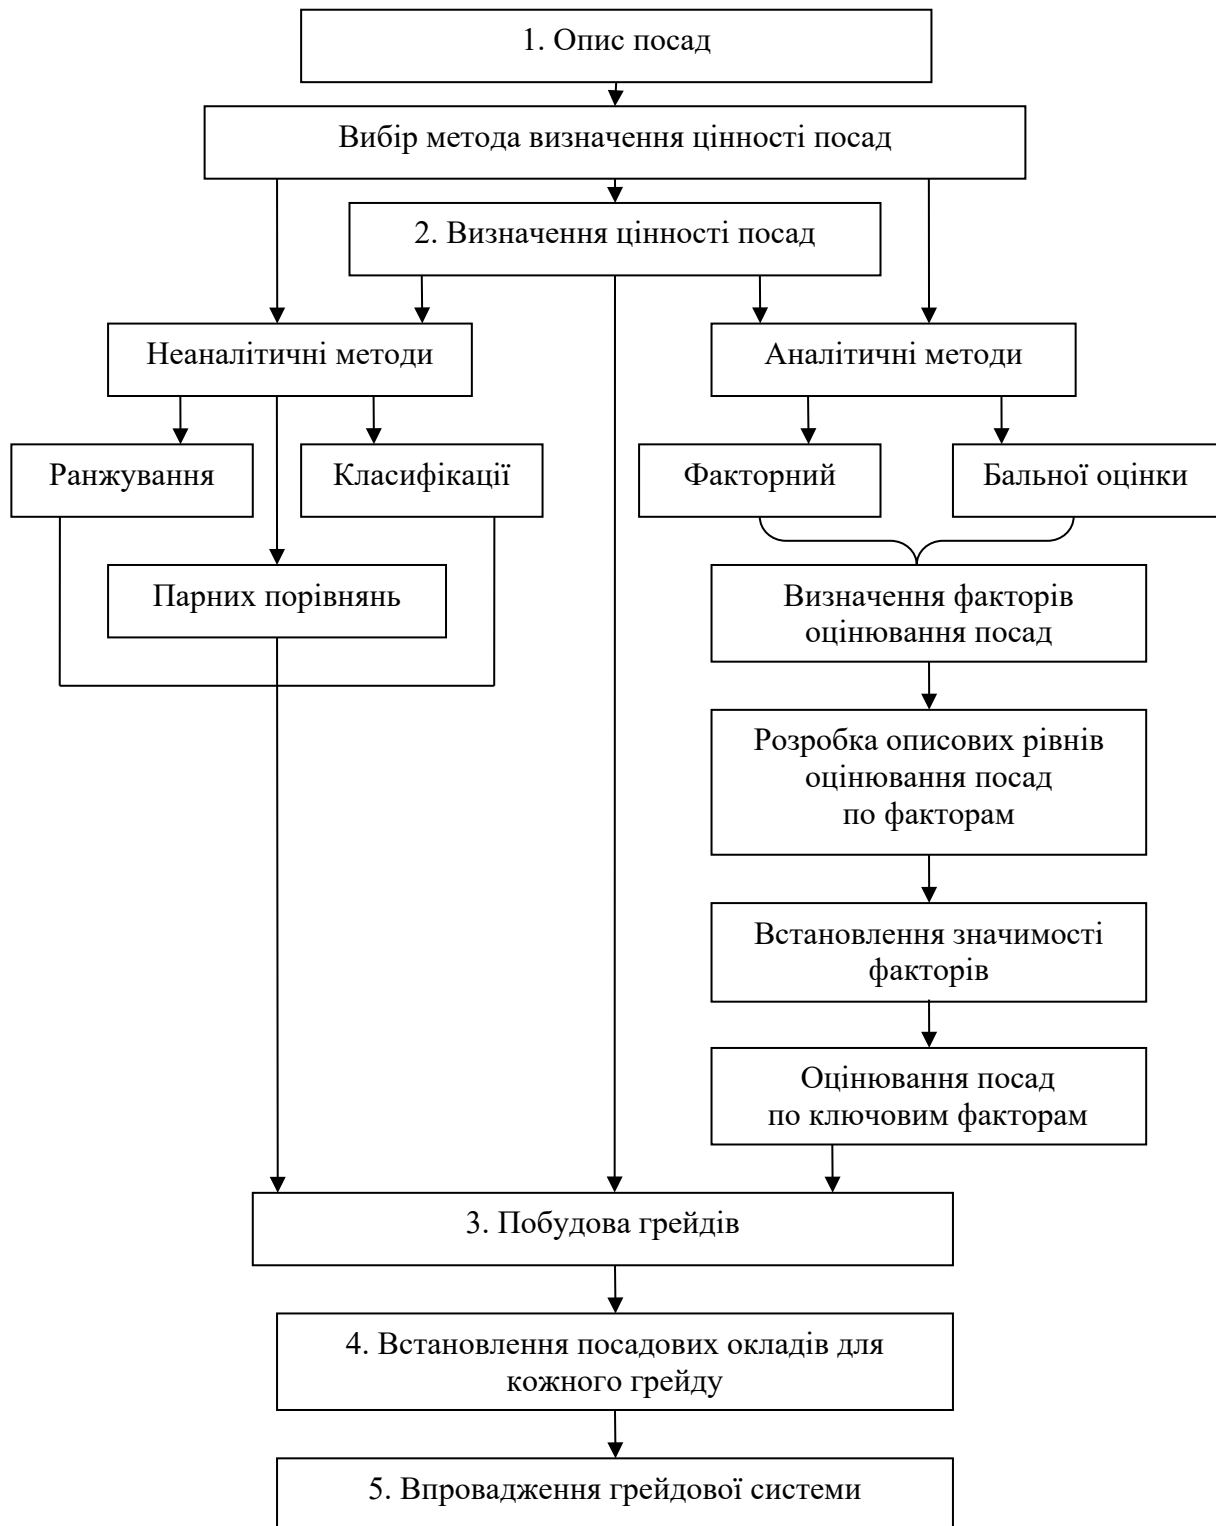 1. Опис посад
Вибір метода визначення цінності посад
2. Визначення цінності посад
Неаналітичні методи
Аналітичні методи
Ранжування
Класифікації
Факторний
Бальної оцінки
Парних порівнянь
Визначення факторів
оцінювання посад
Розробка описових рівнів
оцінювання посад
по факторам
Встановлення значимості
факторів
Оцінювання посад
по ключовим факторам
3. Побудова грейдів
4. Встановлення посадових окладів для
кожного грейду
5. Впровадження грейдової системи